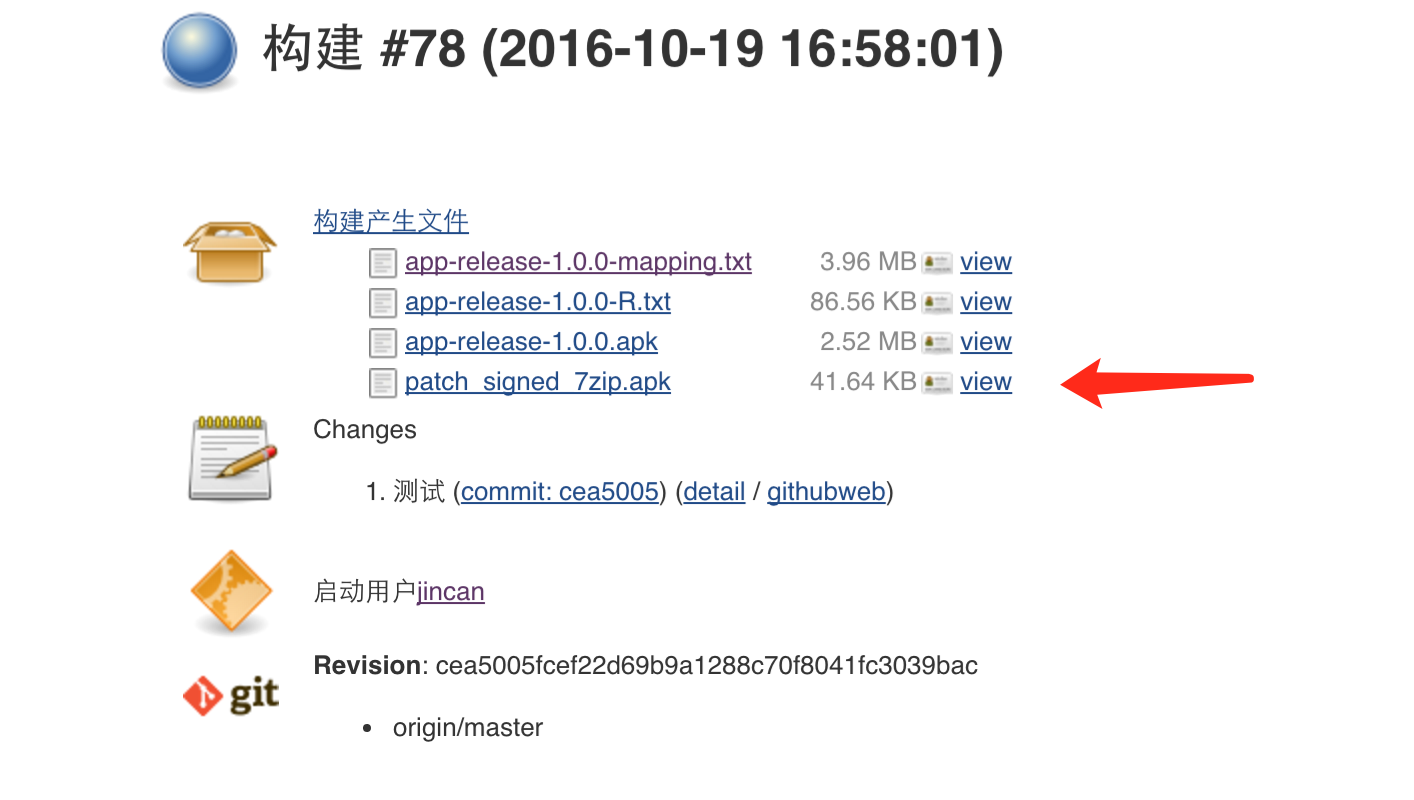 构建 #78 (2016-10-19 16:58:01)
构建产生文件
app-release-1.0.0-mapping.txt 3.96 MB view
app-release-1.0.0-R.txt 86.56 KB view
app-release-1.0.0.apk 2.52 MB view
patch_signed_7zip.apk 41.64 KB view
Changes
1. 测试 (commit: cea5005) (detail / githubweb)
启动用户jincan
Revision: cea5005fcef22d69b9a1288c70f8041fc3039bac
git
• origin/master